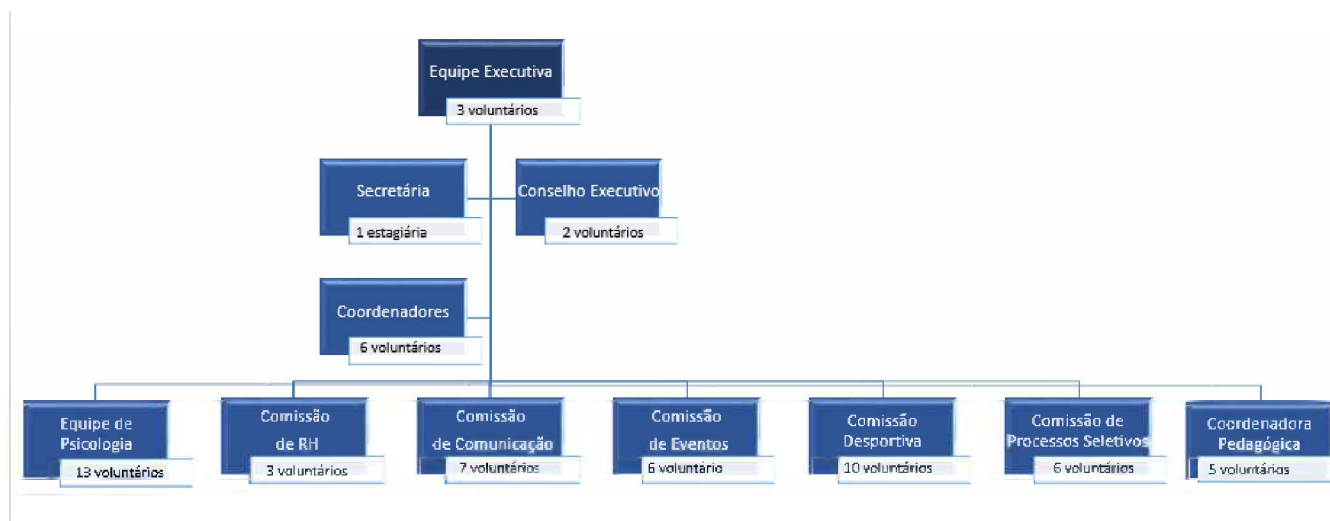 Equipe Executiva
3 voluntários
Secretária
1 estagiária
Conselho Executivo
2 voluntários
Coordenadores
6 voluntários
Equipe de
Psicologia
13 voluntários
Comissão
de RH
3 voluntários
Comissão
de Comunicação
7 voluntários
Comissão
de Eventos
6 voluntário
Comissão
Desportiva
10 voluntários
Comissão de
Processos Seletivos
6 voluntários
Coordenadora
Pedagógica
5 voluntários